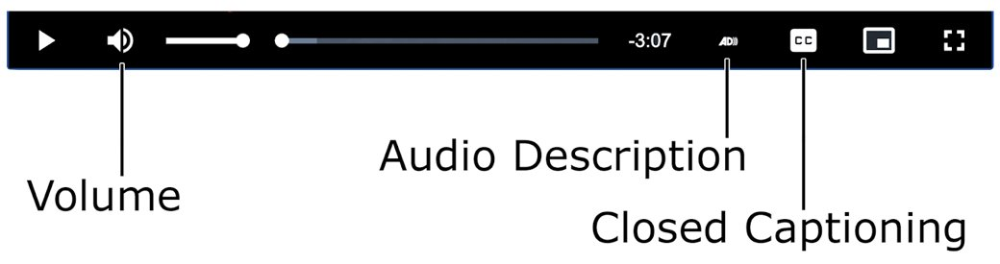 -3:07 AD CC
Audio Description
Volume
Closed Captioning